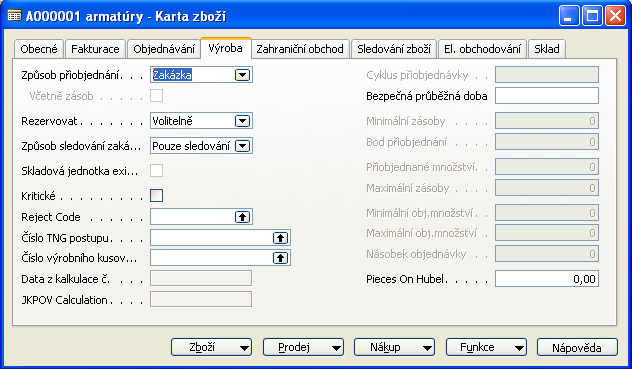 A000001 armatúry - Karta zboží
Obecné Fakturace Objednávání Výroba Zahraniční obchod Sledování zboží El. obchodování Sklad
Způsob přiobjednání. . . Zakázka
Včetně zásob . . . . .
Rezervovat . . . . . . . Volitelně
Způsob sledování zaká... Pouze sledování
Skladová jednotka exi...
Kritické . . . . . . . .
Reject Code . . . . . .
Číslo TNG postupu . . . .
Číslo výrobního kusov...
Data z kalkulace č. . . .
JKPOV Calculation . . . .
Cyklus přiobjednávky . .
Bezpečná průběžná doba
Minimální zásoby . . . . 0
Bod přiobjednání . . . . 0
Přiobjednané množství. . 0
Maximální zásoby . . . . 0
Minimální obj.množství . 0
Maximální obj.množství . 0
Násobek objednávky . . 0
Pieces On Hubel. . . . . 0,00
Zboží Prodej Nákup Funkce Nápověda